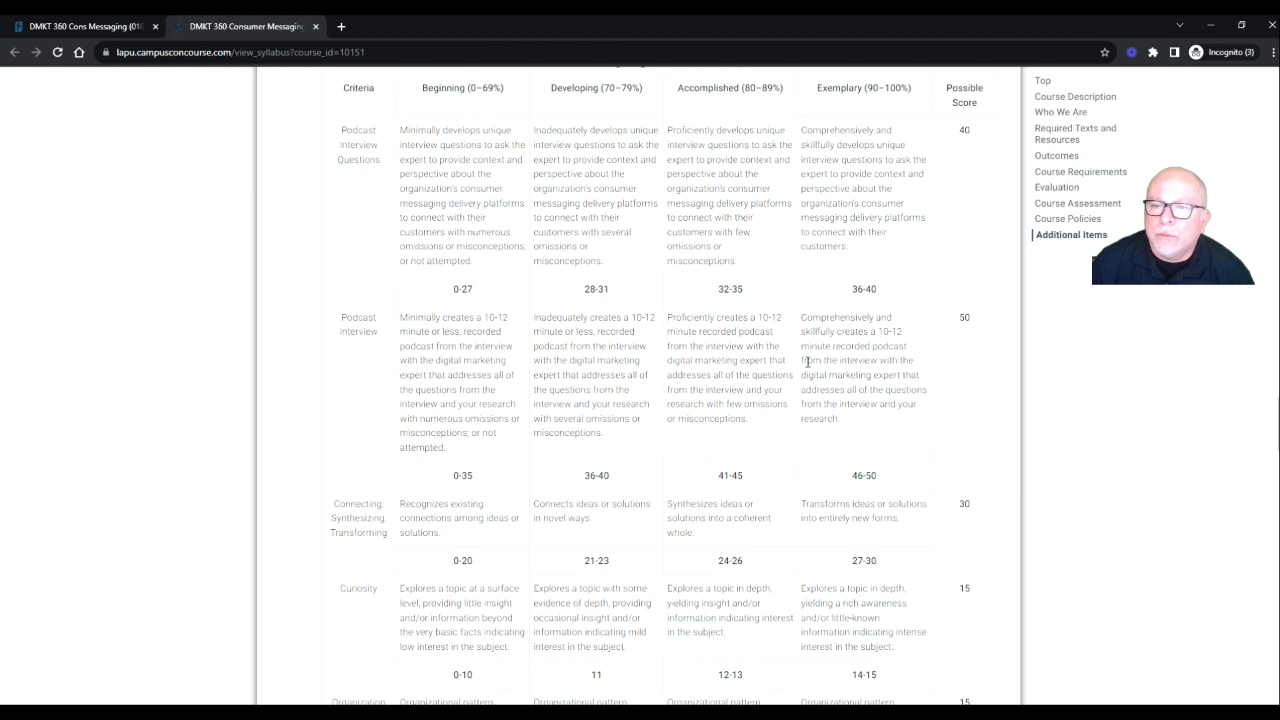 DMKT 360 Cons Messaging (010
DMKT 360 Consumer Messaging
lapu.campusconcourse.com/view_syllabus?course_id=10151
Incognito (3)
Criteria
Beginning (0–69%)
Developing (70–79%)
Accomplished (80–89%)
Exemplary (90–100%)
Possible
Score
Podcast
Interview
Questions
Minimally develops unique
interview questions to ask the
expert to provide context and
perspective about the
organization's consumer
messaging delivery platforms
to connect with their
customers with numerous
omissions or misconceptions;
or not attempted.
0-27
Inadequately develops unique
interview questions to ask the
expert to provide context and
perspective about the
organization's consumer
messaging delivery platforms
to connect with their
customers with several
omissions or
misconceptions.
28-31
Proficiently develops unique
interview questions to ask the
expert to provide context and
perspective about the
organization's consumer
messaging delivery platforms
to connect with their
customers with few
omissions or
misconceptions.
32-35
Comprehensively and
skillfully develops unique
interview questions to ask the
expert to provide context and
perspective about the
organization's consumer
messaging delivery platforms
to connect with their
customers.
36-40
40
Podcast
Interview
Minimally creates a 10-12
minute or less, recorded
podcast from the interview
with the digital marketing
expert that addresses all of
the questions from the
interview and your research
with numerous omissions or
misconceptions; or not
attempted.
0-35
Inadequately creates a 10-12
minute or less, recorded
podcast from the interview
with the digital marketing
expert that addresses all of
the questions from the
interview and your research
with several omissions or
misconceptions.
36-40
Proficiently creates a 10-12
minute recorded podcast
from the interview with the
digital marketing expert that
addresses all of the questions
from the interview and your
research with few omissions
or misconceptions.
41-45
Comprehensively and
skillfully creates a 10-12
minute recorded podcast
from the interview with the
digital marketing expert that
addresses all of the questions
from the interview and your
research.
46-50
50
Connecting,
Synthesizing,
Transforming
Recognizes existing
connections among ideas or
solutions.
0-20
Connects ideas or solutions
in novel ways.
21-23
Synthesizes ideas or
solutions into a coherent
whole.
24-26
Transforms ideas or solutions
into entirely new forms.
27-30
30
Curiosity
Explores a topic at a surface
level, providing little insight
and/or information beyond
the very basic facts indicating
low interest in the subject.
0-10
Explores a topic with some
evidence of depth, providing
occasional insight and/or
information indicating mild
interest in the subject.
11
Explores a topic in depth,
yielding insight and/or
information indicating interest
in the subject.
12-13
Explores a topic in depth,
yielding a rich awareness
and/or little-known
information indicating intense
interest in the subject.
14-15
15
Organization
Organizational pattern
Organizational pattern
Organizational pattern
Organizational pattern
15
Top
Course Description
Who We Are
Required Texts and
Resources
Outcomes
Course Requirements
Evaluation
Course Assessment
Course Policies
Additional Items